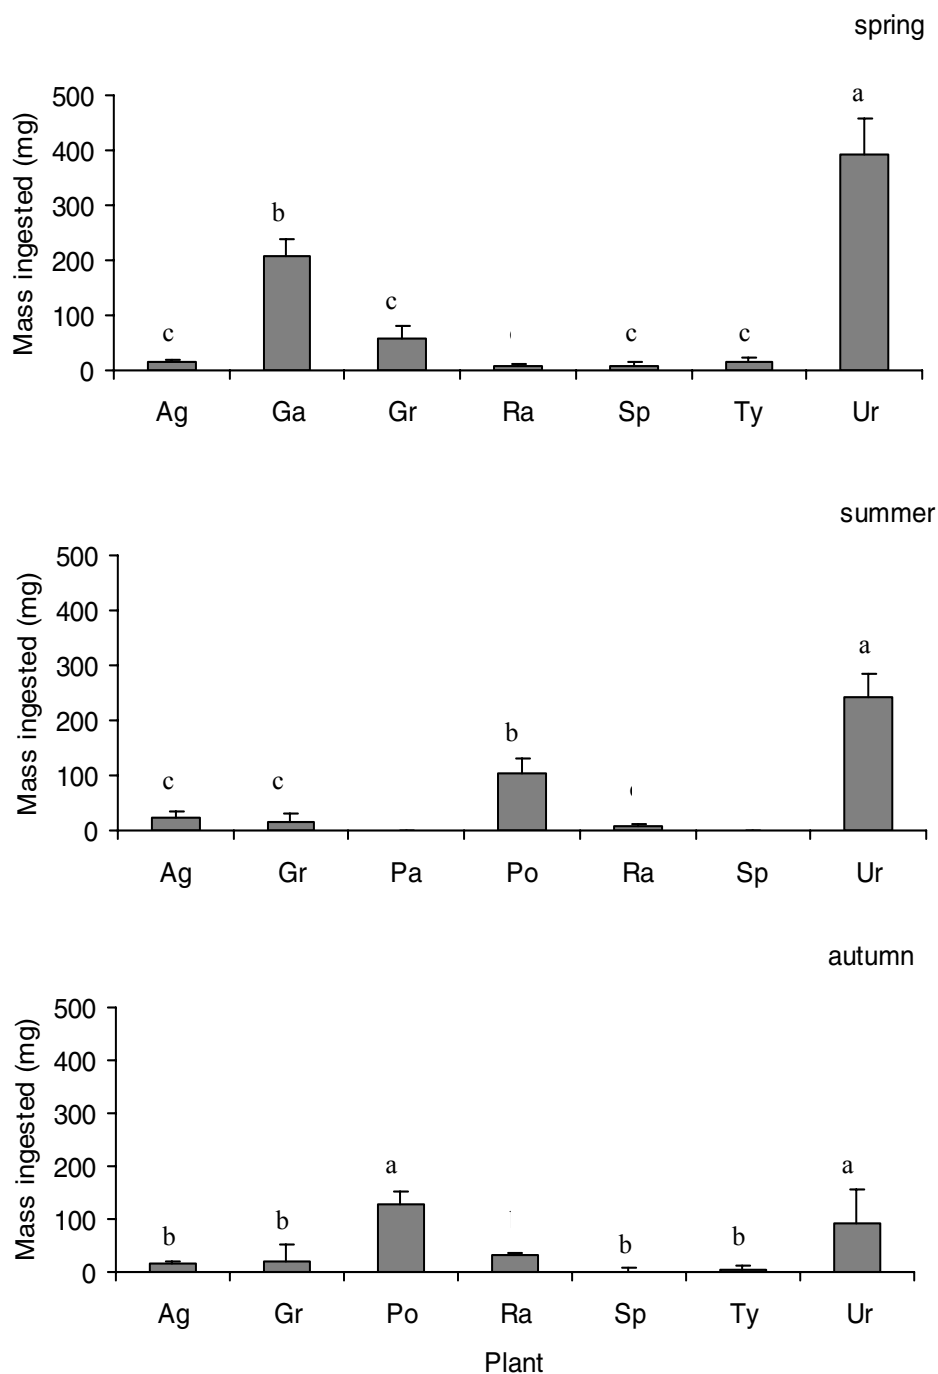 spring
500
a
400
300
b
200
c
100
c
c
c
0
Mass ingested (mg)
Ag Ga Gr Ra Sp Ty Ur
summer
500
400
a
300
200
b
c c
100
0
Mass ingested (mg)
Ag Gr Pa Po Ra Sp Ur
autumn
500
400
300
200
a a
100
b b b b
0
Mass ingested (mg)
Ag Gr Po Ra Sp Ty Ur
Plant